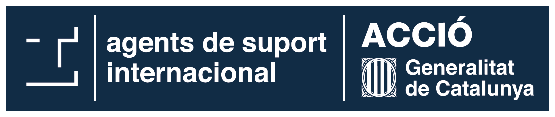 agents de suport
internacional
ACCIÓ
Generalitat
de Catalunya